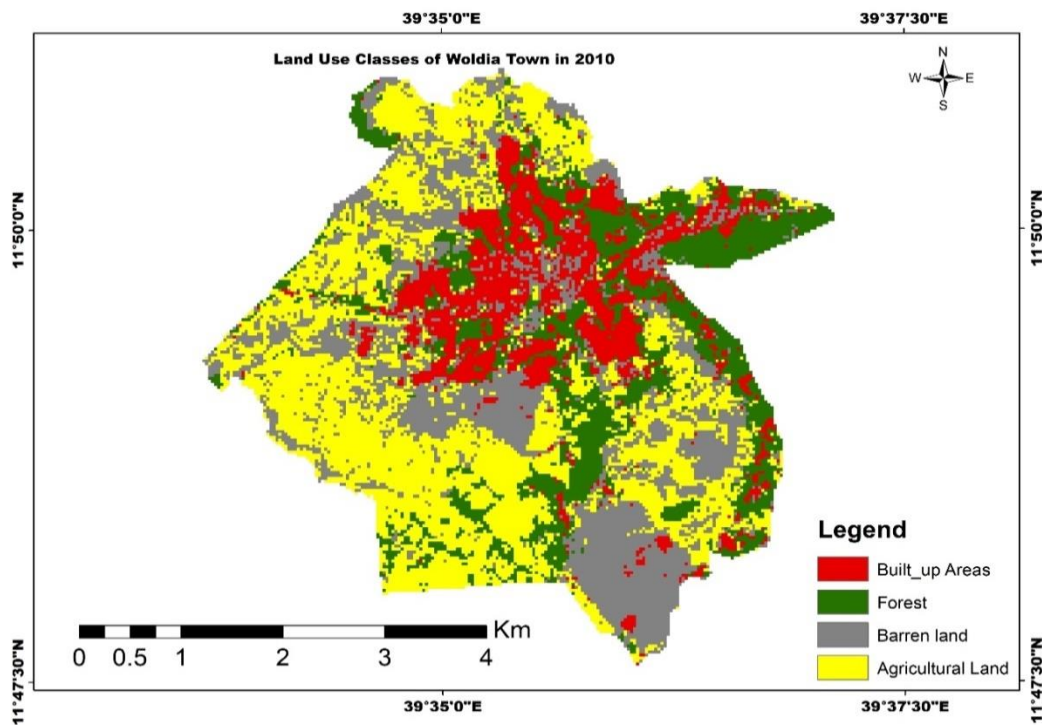 39°35'0"E 39°37'30"E
Land Use Classes of Woldia Town in 2010
N
W E
S
11°50'0"N 11°50'0"N
Legend
Built_up Areas
Forest
Barren land
Agricultural Land
Km
0 0.5 1 2 3 4
11°47'30"N 11°47'30"N
39°35'0"E 39°37'30"E